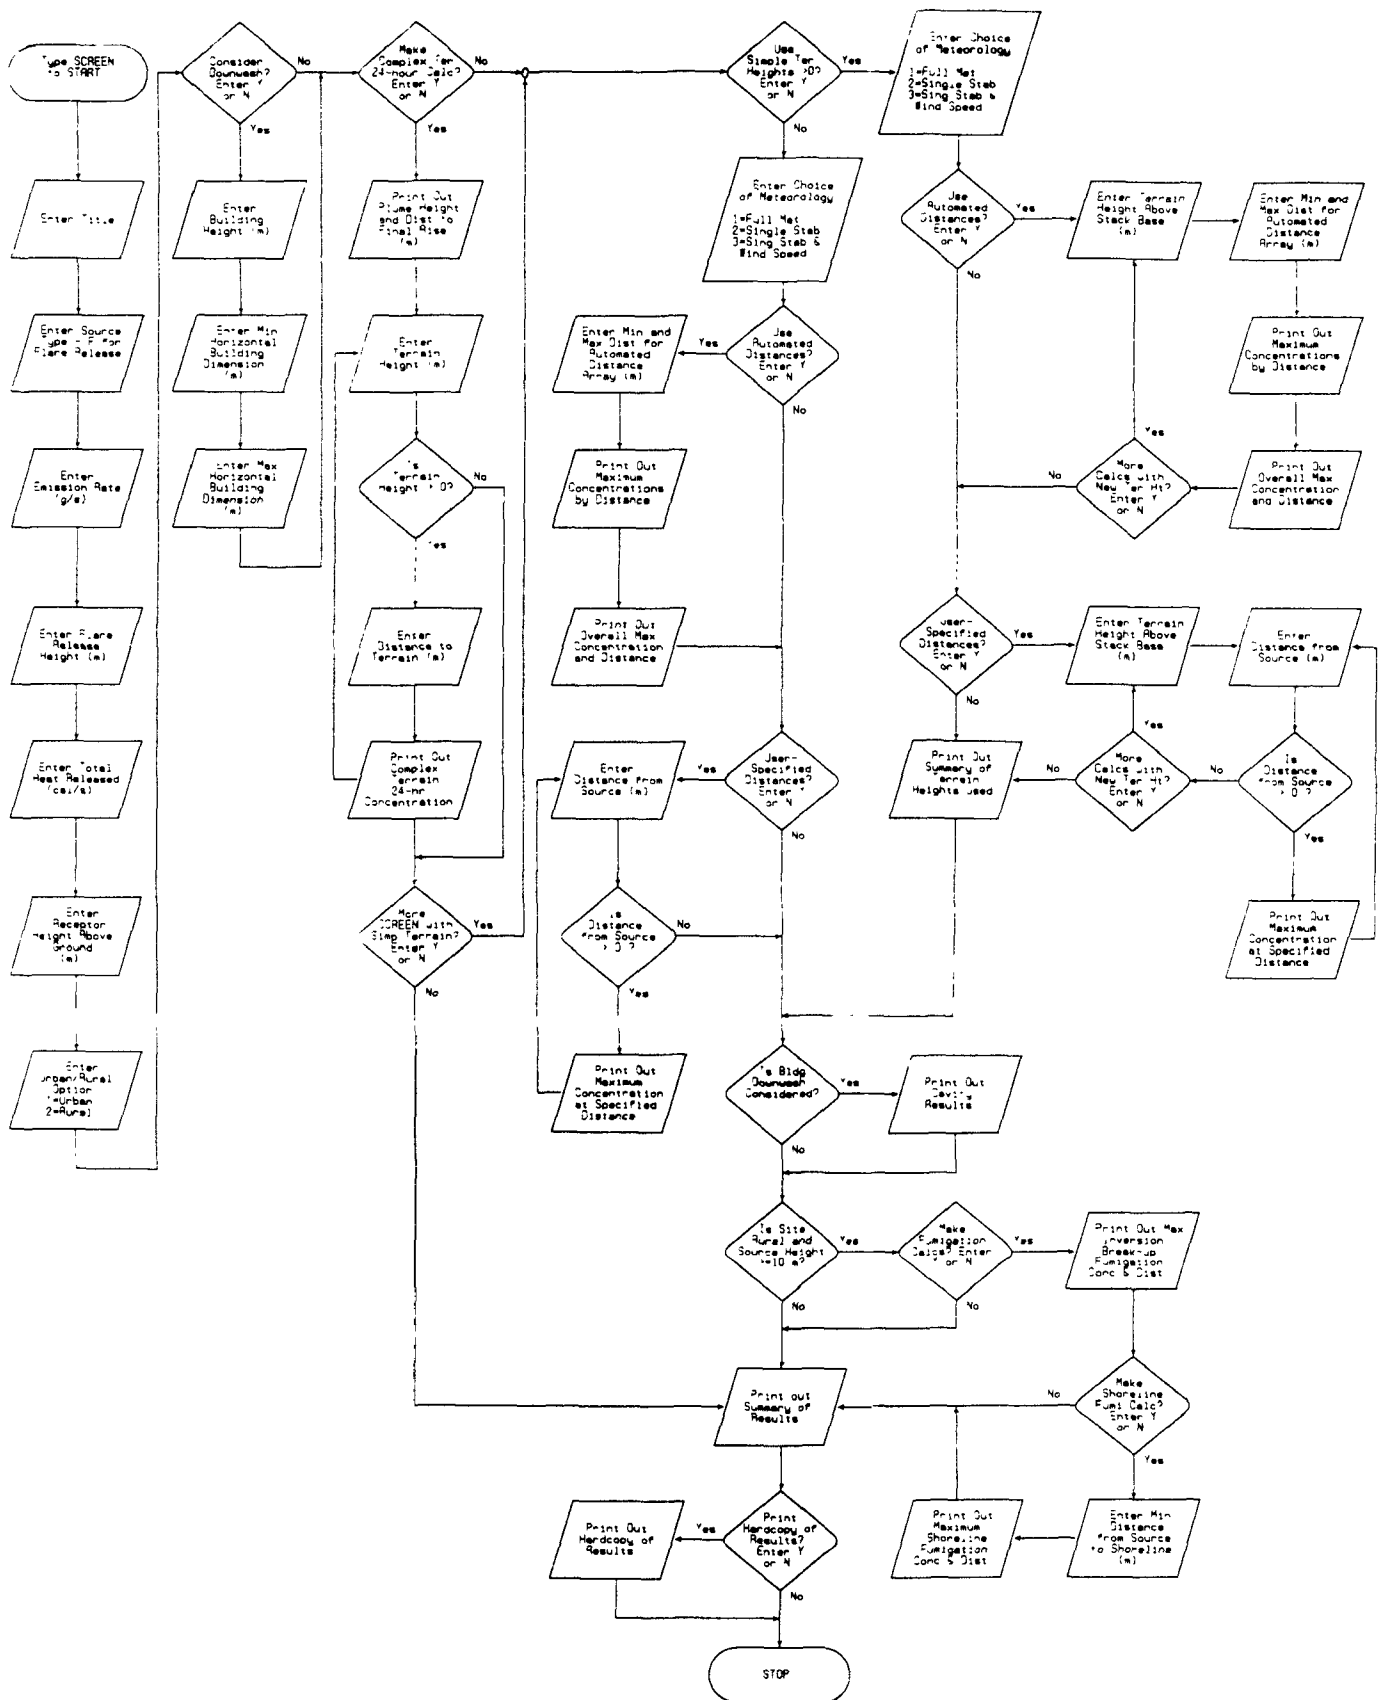 Type SCREEN
to START
Enter Title
Enter Source
Type - F for
Flare Release
Enter
Emission Rate
(g/s)
Enter Flare
Release
Height (m)
Enter Total
Heat Released
(cal/s)
Enter
Receptor
Height Above
Ground
(m)
Enter
Urban/Rural
Option
1=Urban
2=Rural
Consider
Downwash?
Enter Y
or N
No
Yes
Enter
Building
Height (m)
Enter Min
Horizontal
Building
Dimension
(m)
Enter Max
Horizontal
Building
Dimension
(m)
Make
Complex Ter
24-hour Calc?
Enter Y
or N
No
Yes
Print Out
Plume Height
and Dist to
Final Rise
(m)
Enter
Terrain
Height (m)
Is
Terrain
Height > 0?
No
Yes
Enter
Distance to
Terrain (m)
Print Out
Complex
Terrain
24-hr
Concentration
More
SCREEN with
Simp Terrain?
Enter Y
or N
Yes
No
Use
Simple Ter
Heights >0?
Enter Y
or N
Yes
No
Enter Choice
of Meteorology
1=Full Met
2=Single Stab
3=Sing Stab &
Wind Speed
Use
Automated
Distances?
Enter Y
or N
Yes
No
Enter Min and
Max Dist for
Automated
Distance
Array (m)
Print Out
Maximum
Concentrations
by Distance
Print Out
Overall Max
Concentration
and Distance
User-
Specified
Distances?
Enter Y
or N
Yes
No
Enter
Distance from
Source (m)
Is
Distance
from Source
> 0 ?
No
Yes
Print Out
Maximum
Concentration
at Specified
Distance
Enter Choice
of Meteorology
1=Full Met
2=Single Stab
3=Sing Stab &
Wind Speed
Use
Automated
Distances?
Enter Y
or N
Yes
No
Enter Terrain
Height Above
Stack Base
(m)
Enter Min and
Max Dist for
Automated
Distance
Array (m)
Print Out
Maximum
Concentrations
by Distance
Print Out
Overall Max
Concentration
and Distance
More
Calcs with
New Ter Ht?
Enter Y
or N
Yes
No
User-
Specified
Distances?
Enter Y
or N
Yes
No
Enter Terrain
Height Above
Stack Base
(m)
Enter
Distance from
Source (m)
Is
Distance
from Source
> 0 ?
No
Yes
Print Out
Maximum
Concentration
at Specified
Distance
More
Calcs with
New Ter Ht?
Enter Y
or N
Yes
No
Print Out
Summary of
Terrain
Heights used
Is Bldg
Downwash
Considered?
Yes
No
Print Out
Cavity
Results
Is Site
Rural and
Source Height
>=10 m?
Yes
No
Make
Fumigation
Calcs? Enter
Y or N
Yes
No
Print Out Max
Inversion
Break-up
Fumigation
Conc & Dist
Make
Shoreline
Fumi Calc?
Enter Y
or N
No
Yes
Enter Min
Distance
from Source
to Shoreline
(m)
Print Out
Maximum
Shoreline
Fumigation
Conc & Dist
Print out
Summary of
Results
Print
Hardcopy of
Results?
Enter Y
or N
Yes
No
Print Out
Hardcopy of
Results
STOP